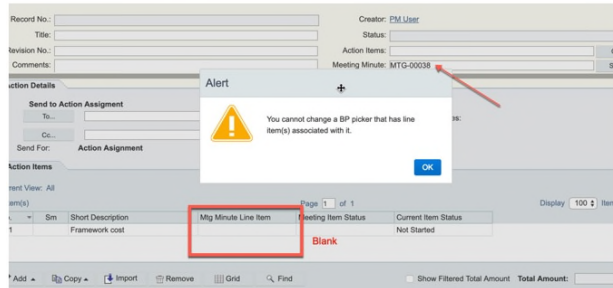 Record No.: Creator: PM User
Title: Status:
Revision No.: Action Items:
Comments: Meeting Minute: MTG-00038
Action Details
Alert
Send to Action Assigment
To...
You cannot change a BP picker that has line
item(s) associated with it.
Cc...
Send For: Action Asignment
OK
Action Items
rent View: All
em(s) Page 1 of 1 Display 100
Sm Short Description Mtg Minute Line Item Meeting Item Status Current Item Status
1 Framework cost Not Started
Blank
Add Copy Import Remove Grid Find Show Filtered Total Amount Total Amount: